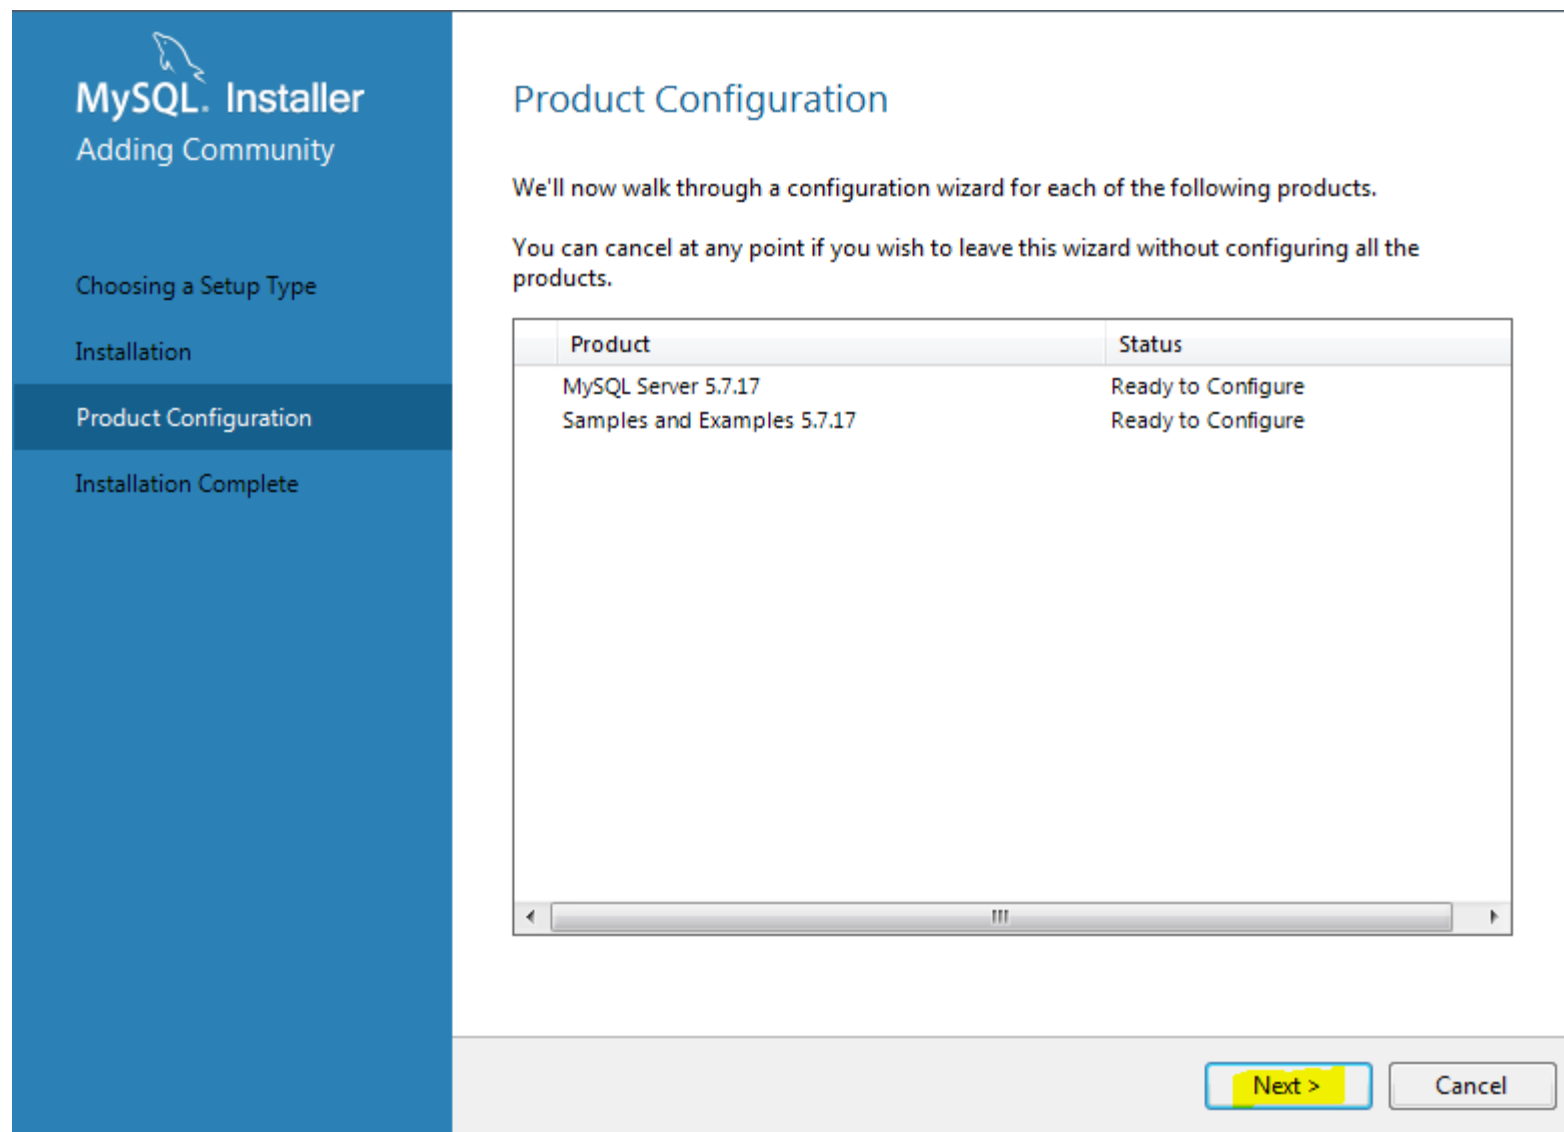 MySQL. Installer
Adding Community
Choosing a Setup Type
Installation
Product Configuration
Installation Complete
Product Configuration
We'll now walk through a configuration wizard for each of the following products.
You can cancel at any point if you wish to leave this wizard without configuring all the
products.
Product Status
MySQL Server 5.7.17 Ready to Configure
Samples and Examples 5.7.17 Ready to Configure
Next > Cancel